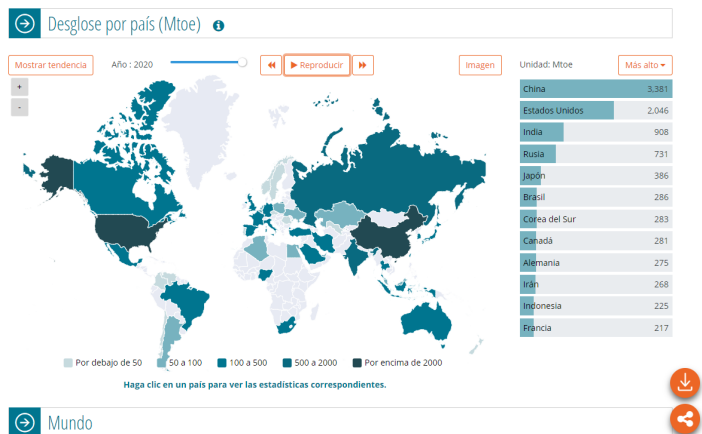 Desglose por país (Mtoe)
Mostrar tendencia
Año : 2020
Reproducir
Imagen
Unidad: Mtoe
Más alto
+
-
China 3,381
Estados Unidos 2,046
India 908
Rusia 731
Japón 386
Brasil 286
Corea del Sur 283
Canadá 281
Alemania 275
Irán 268
Indonesia 225
Francia 217
Por debajo de 50
50 a 100
100 a 500
500 a 2000
Por encima de 2000
Haga clic en un país para ver las estadísticas correspondientes.
Mundo